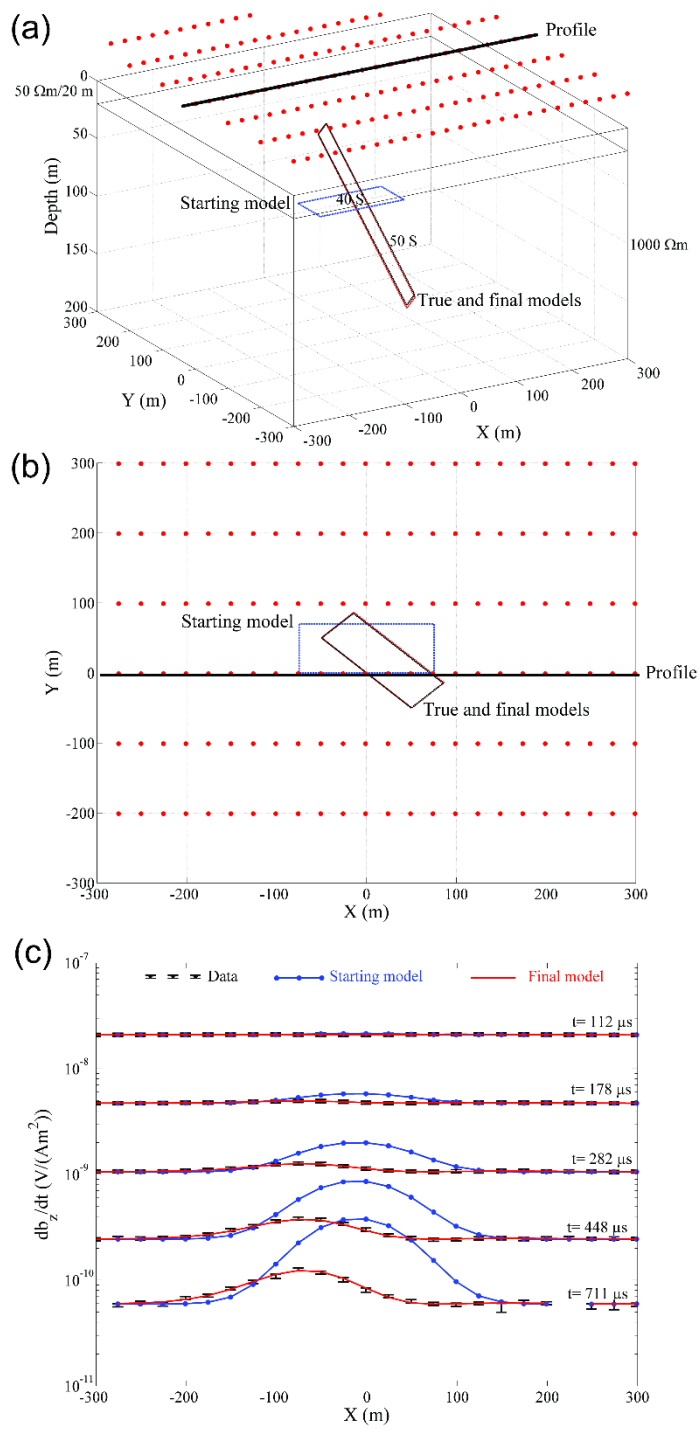 (a)
Profile
0
50 Ωm/20 m
50
100
150
200
Depth (m)
Starting model
40 S
50 S
1000 Ωm
True and final models
300
200
100
0
-100
-200
-300
Y (m)
-300
-200
-100
0
100
200
300
X (m)
(b)
300
200
100
0
-100
-200
-300
Y (m)
Starting model
Profile
True and final models
-300 -200 -100 0 100 200 300
X (m)
(c)
10⁻⁷
10⁻⁸
10⁻⁹
10⁻¹⁰
10⁻¹¹
db_z/dt (V/(Am²))
Data Starting model Final model
t= 112 μs
t= 178 μs
t= 282 μs
t= 448 μs
t= 711 μs
-300 -200 -100 0 100 200 300
X (m)